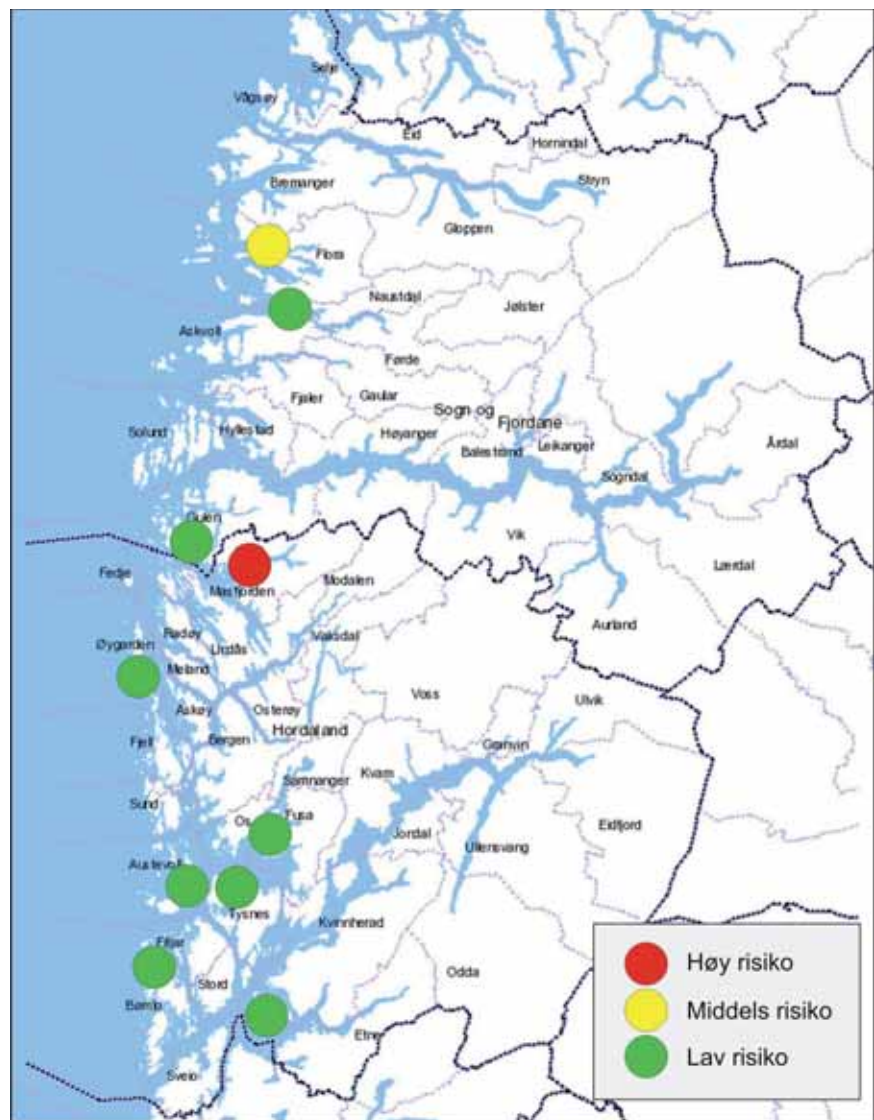 Selje
Vågsøy
Eid
Hornindal
Bremanger
Stryn
Gloppen
Flora
Naustdal
Jølster
Askvoll
Førde
Fjaler
Gaular
Sogn og
Fjordane
Solund
Hyllestad
Høyanger
Balestrand
Leikanger
Årdal
Sogndal
Gulen
Vik
Lærdal
Fedje
Masfjorden
Modalen
Aurland
Radøy
Lindås
Vaksdal
Øygarden
Meland
Voss
Ulvik
Askøy
Osterøy
Hordaland
Fjell
Bergen
Granvin
Samnanger
Kvam
Sund
Os
Fusa
Jondal
Eidfjord
Ullensvang
Austevoll
Tysnes
Kvinnherad
Fitjar
Stord
Odda
Bømlo
Etne
Sveio
Høy risiko
Middels risiko
Lav risiko